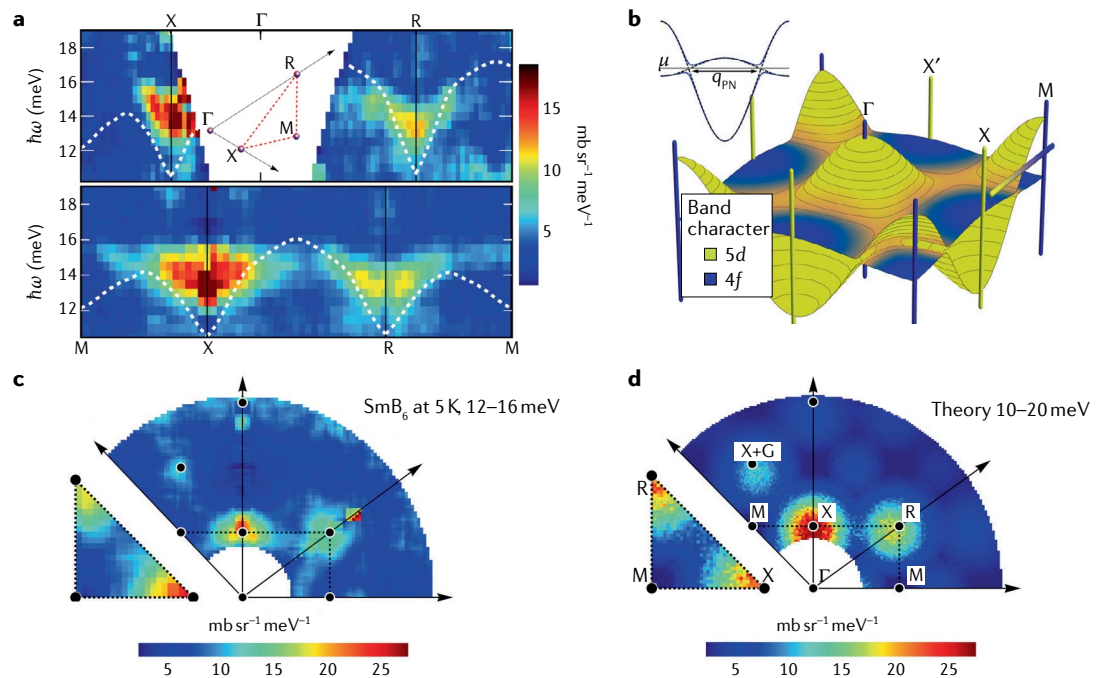 a
X Γ R
ħω (meV)
18
16
14
12
R
Γ
M
X
15
10
5
mb sr⁻¹ meV⁻¹
ħω (meV)
18
16
14
12
M X R M
b
μ
q_PN
X′
Γ
M
X
Band
character
5d
4f
c
SmB₆ at 5 K, 12–16 meV
mb sr⁻¹ meV⁻¹
5 10 15 20 25
d
Theory 10–20 meV
X+G
R
M X R
M X Γ M
mb sr⁻¹ meV⁻¹
5 10 15 20 25